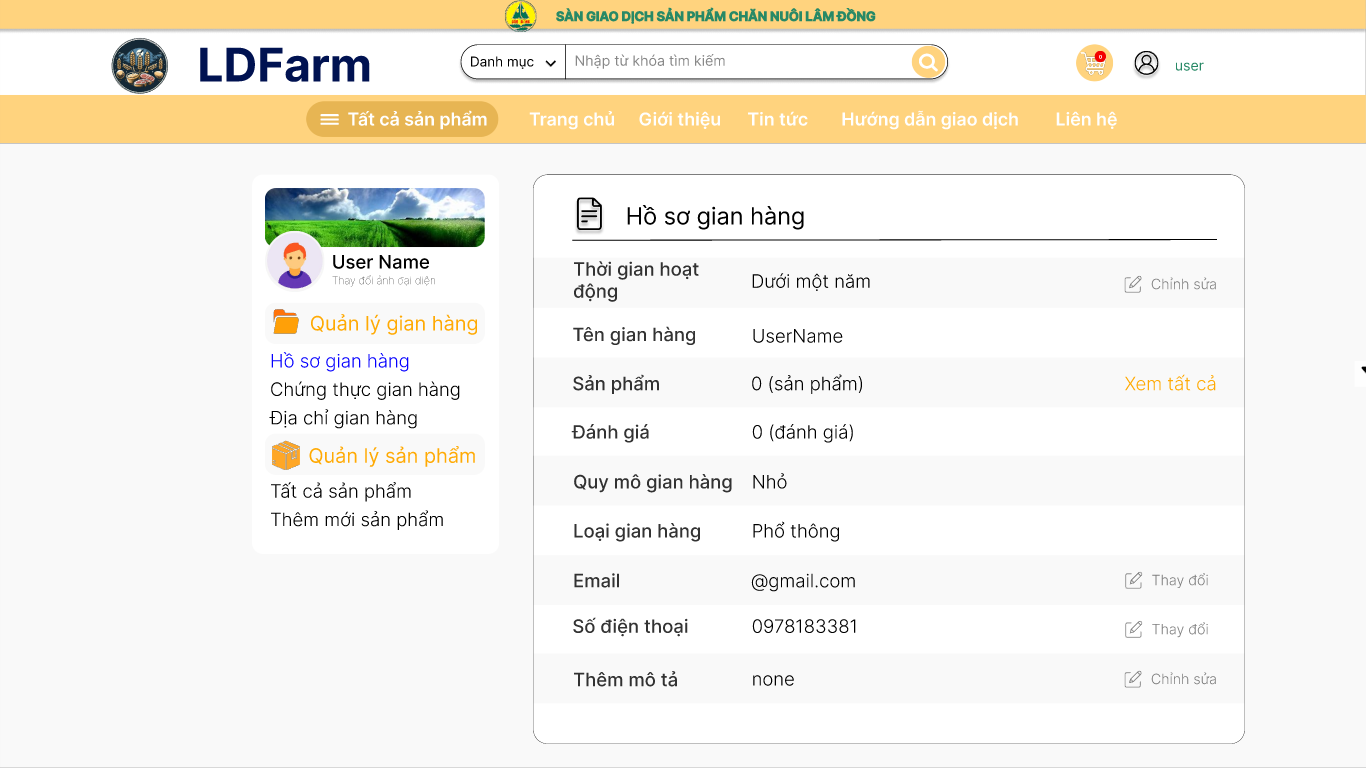 SÀN GIAO DỊCH SẢN PHẨM CHĂN NUÔI LÂM ĐỒNG
LDFarm
Danh mục
Nhập từ khóa tìm kiếm
0
user
Tất cả sản phẩm
Trang chủ
Giới thiệu
Tin tức
Hướng dẫn giao dịch
Liên hệ
User Name
Thay đổi ảnh đại diện
Quản lý gian hàng
Hồ sơ gian hàng
Chứng thực gian hàng
Địa chỉ gian hàng
Quản lý sản phẩm
Tất cả sản phẩm
Thêm mới sản phẩm
Hồ sơ gian hàng
Thời gian hoạt
động
Dưới một năm
Chỉnh sửa
Tên gian hàng
UserName
Sản phẩm
0 (sản phẩm)
Xem tất cả
Đánh giá
0 (đánh giá)
Quy mô gian hàng
Nhỏ
Loại gian hàng
Phổ thông
Email
@gmail.com
Thay đổi
Số điện thoại
0978183381
Thay đổi
Thêm mô tả
none
Chỉnh sửa